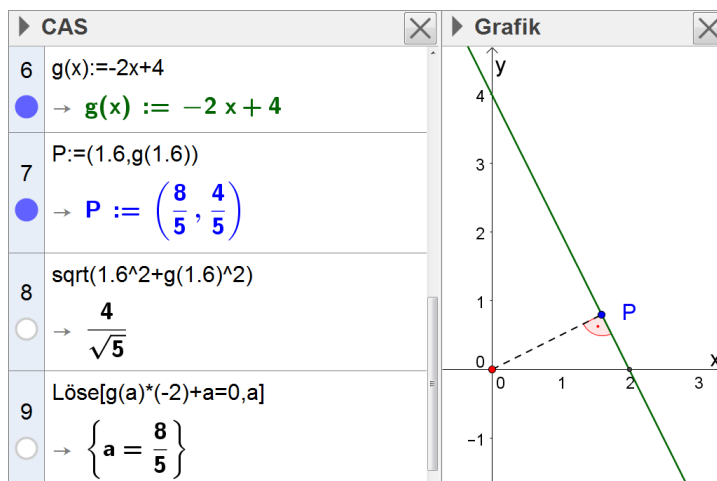 CAS
6 g(x):=-2x+4
→ g(x) := −2 x + 4
7 P:=(1.6,g(1.6))
→ P := (8/5 , 4/5)
8 sqrt(1.6^2+g(1.6)^2)
→ 4/√5
9 Löse[g(a)*(-2)+a=0,a]
→ {a = 8/5}
Grafik
y
4
3
2
1
P
0
x
0 1 2 3
−1